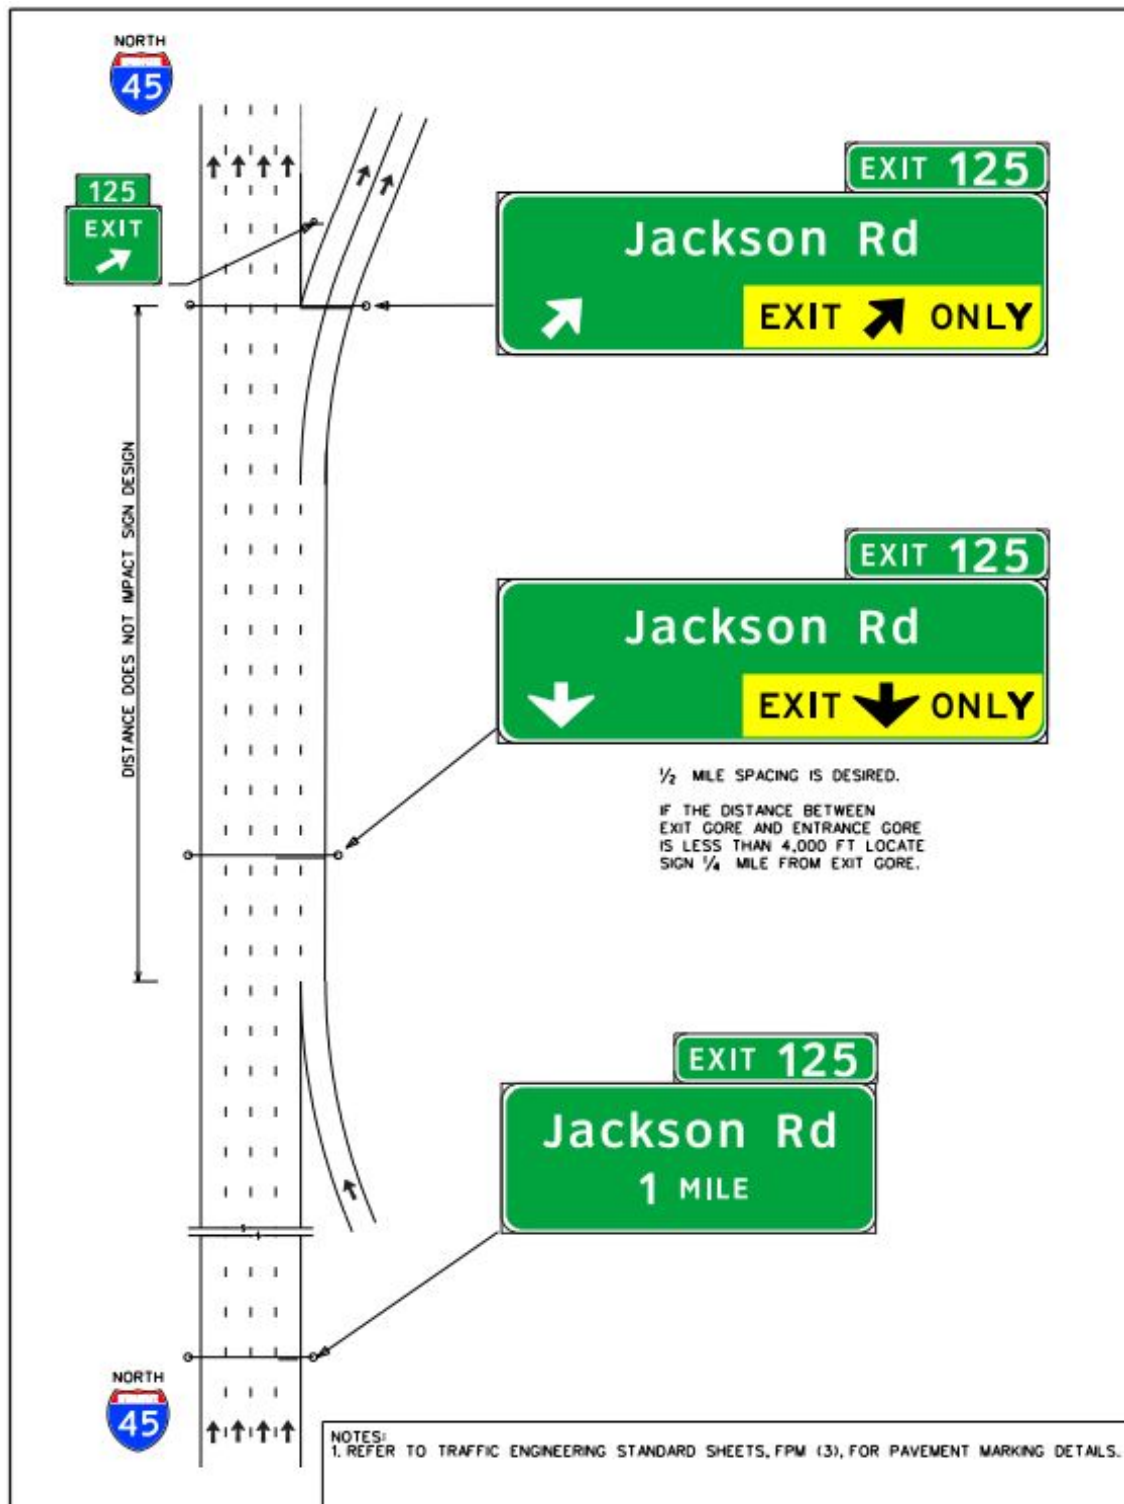 NORTH
45
125
EXIT
EXIT 125
Jackson Rd
EXIT ONLY
DISTANCE DOES NOT IMPACT SIGN DESIGN
EXIT 125
Jackson Rd
EXIT ONLY
1/2 MILE SPACING IS DESIRED.
IF THE DISTANCE BETWEEN
EXIT GORE AND ENTRANCE GORE
IS LESS THAN 4,000 FT LOCATE
SIGN 1/4 MILE FROM EXIT GORE.
EXIT 125
Jackson Rd
1 MILE
NORTH
45
NOTES:
1. REFER TO TRAFFIC ENGINEERING STANDARD SHEETS, FPM (3), FOR PAVEMENT MARKING DETAILS.